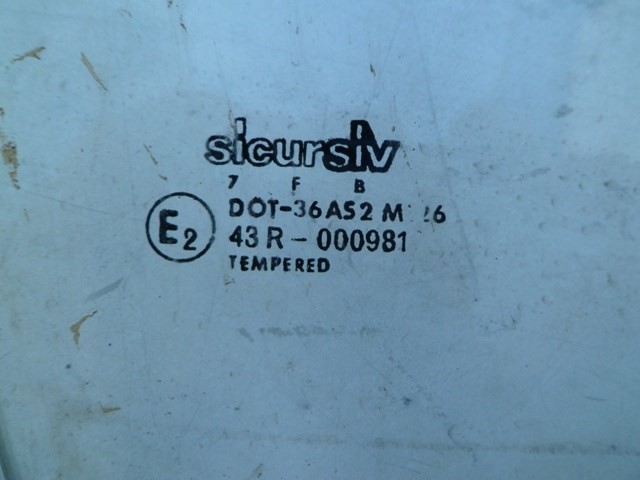 sicursiv
7 F B
DOT-36 AS2 M
E2
43 R - 000981
TEMPERED